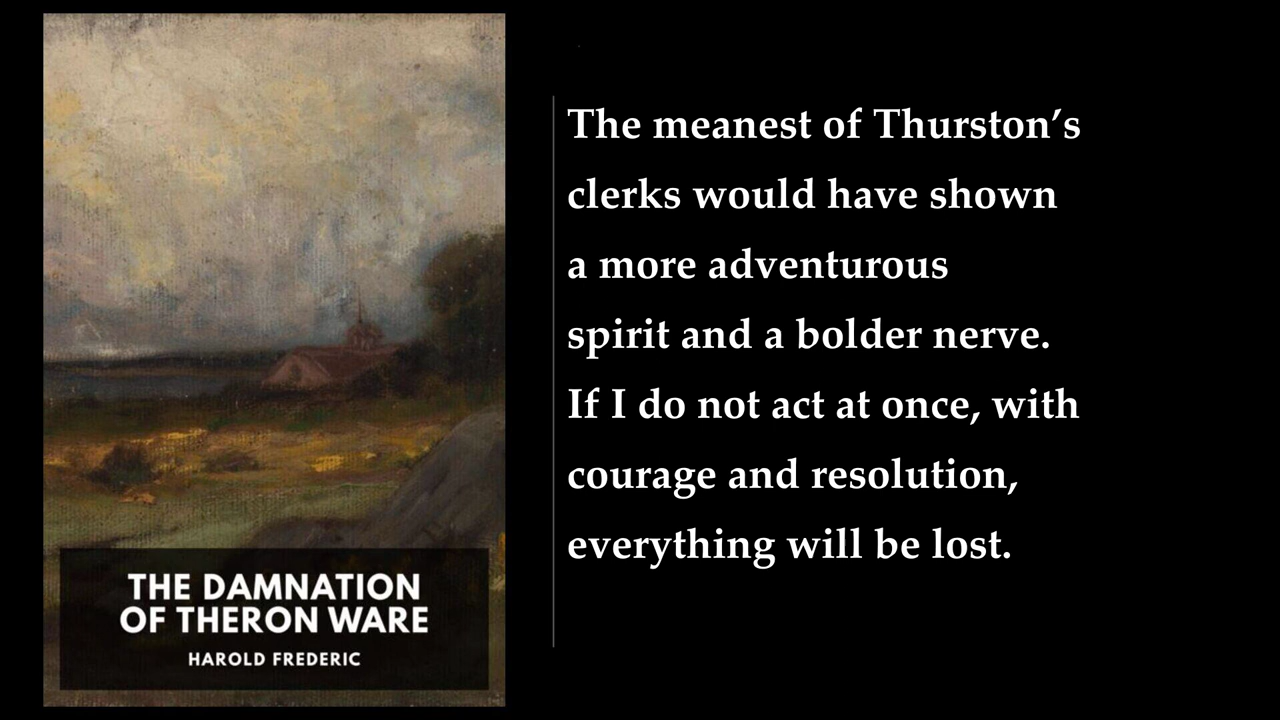 The meanest of Thurston’s
clerks would have shown
a more adventurous
spirit and a bolder nerve.
If I do not act at once, with
courage and resolution,
everything will be lost.
THE DAMNATION
OF THERON WARE
HAROLD FREDERIC